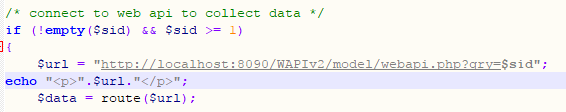 /* connect to web api to collect data */
if (!empty($sid) && $sid >= 1)
{
$url = "http://localhost:8090/WAPIv2/model/webapi.php?qry=$sid";
echo "<p>".$url."</p>";
$data = route($url);